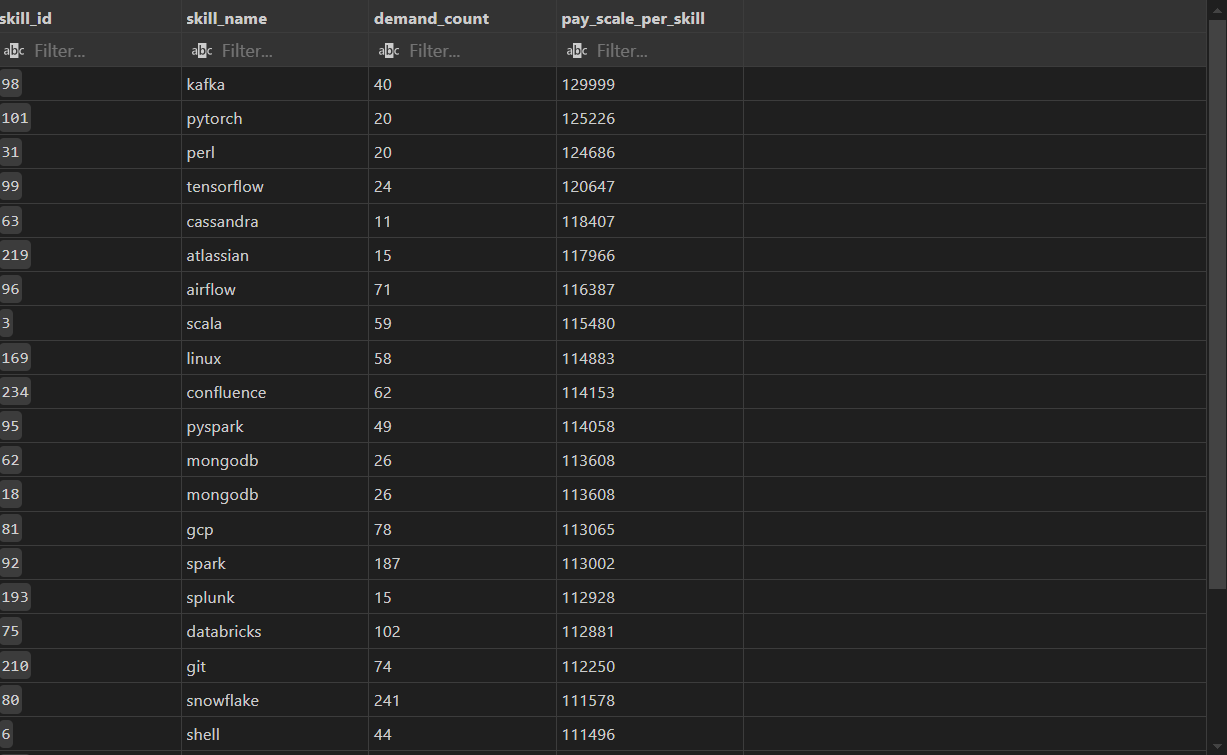 skill_id skill_name demand_count pay_scale_per_skill
abc Filter... abc Filter... abc Filter... abc Filter...
98 kafka 40 129999
101 pytorch 20 125226
31 perl 20 124686
99 tensorflow 24 120647
63 cassandra 11 118407
219 atlassian 15 117966
96 airflow 71 116387
3 scala 59 115480
169 linux 58 114883
234 confluence 62 114153
95 pyspark 49 114058
62 mongodb 26 113608
18 mongodb 26 113608
81 gcp 78 113065
92 spark 187 113002
193 splunk 15 112928
75 databricks 102 112881
210 git 74 112250
80 snowflake 241 111578
6 shell 44 111496